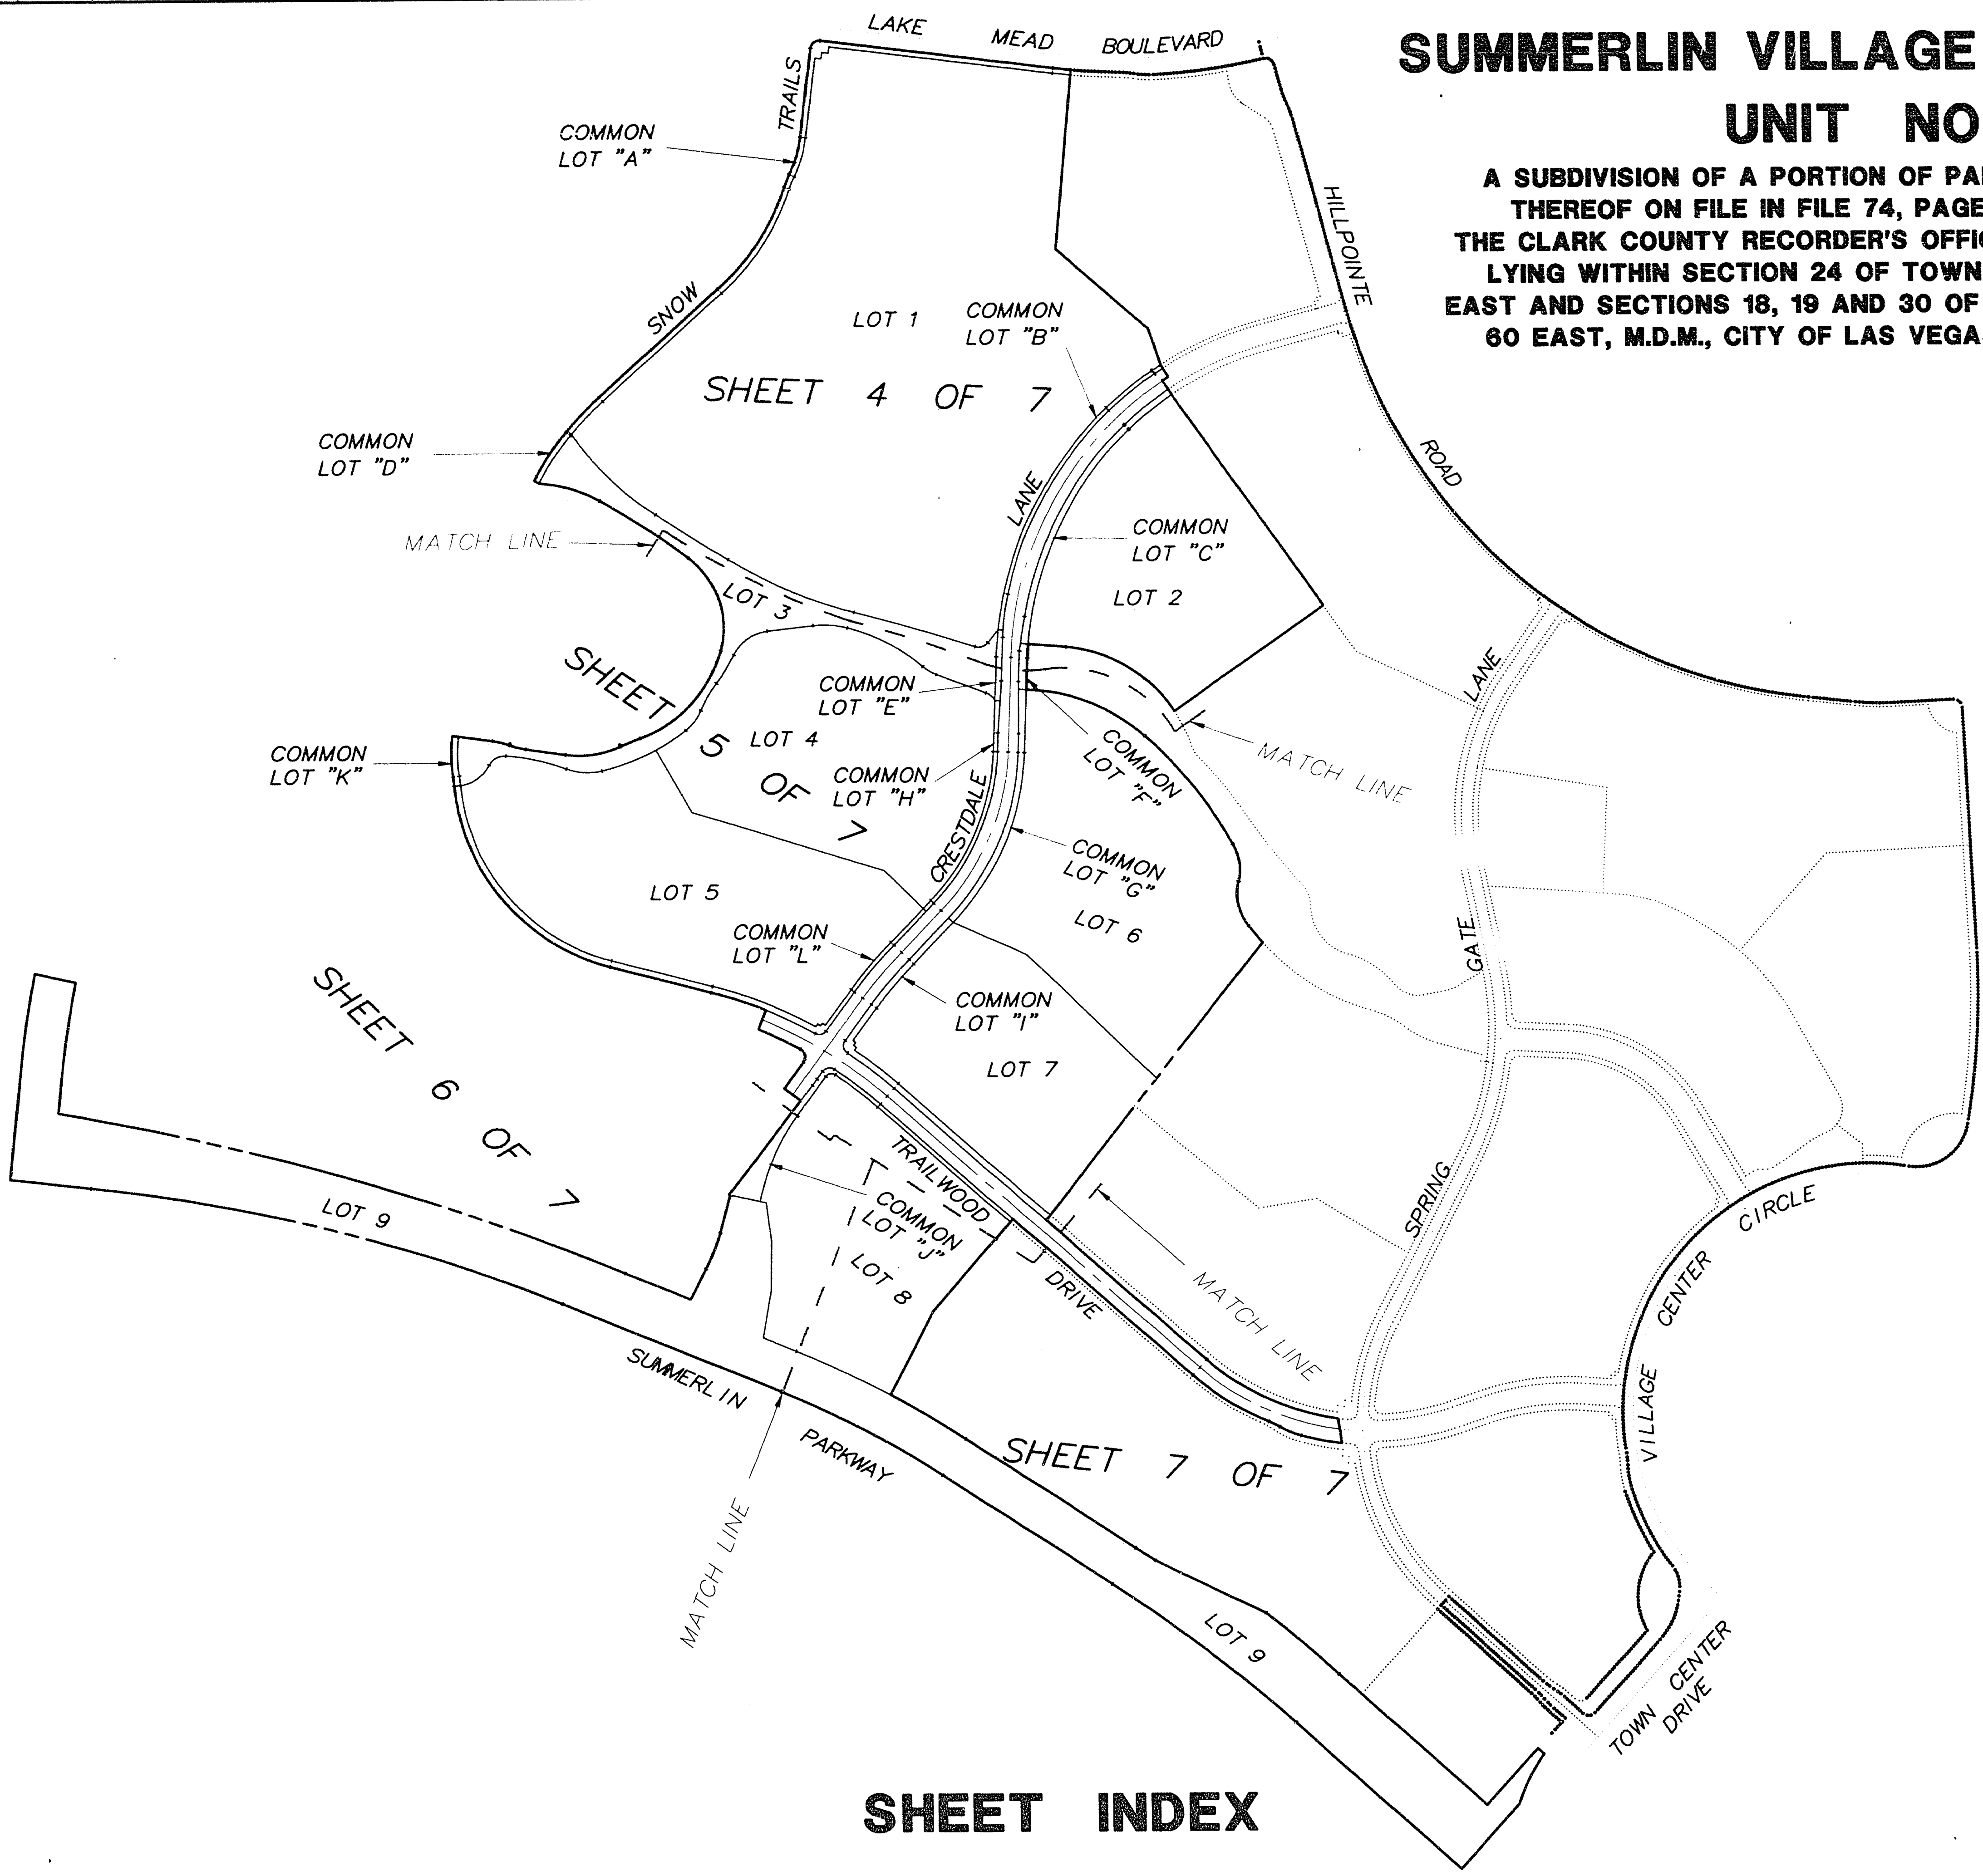 SUMMERLIN VILLAGE
UNIT NO
A SUBDIVISION OF A PORTION OF
THEREOF ON FILE IN FILE 74, PAGE
THE CLARK COUNTY RECORDER'S
LYING WITHIN SECTION 24 OF
EAST AND SECTIONS 18, 19 AND 30 OF
60 EAST, M.D.M., CITY OF LAS
LAKE MEAD BOULEVARD
TRAILS
COMMON
LOT "A"
HILLPOINTE
SNOW
LOT 1
COMMON
LOT "B"
SHEET 4 OF 7
COMMON
LOT "D"
ROAD
LANE
MATCH LINE
COMMON
LOT "C"
LOT 2
LOT 3
SHEET
5
OF
7
COMMON
LOT "E"
LANE
LOT 4
COMMON
LOT "F"
MATCH LINE
COMMON
LOT "K"
COMMON
LOT "H"
CRESTDALE
COMMON
LOT "G"
LOT 5
LOT 6
COMMON
LOT "L"
GATE
SHEET
6
OF
7
COMMON
LOT "I"
LOT 7
TRAILWOOD
COMMON
LOT "J"
SPRING
CIRCLE
LOT 9
LOT 8
DRIVE
MATCH LINE
CENTER
SUMMERLIN
VILLAGE
PARKWAY
SHEET 7 OF 7
MATCH LINE
LOT 9
TOWN CENTER
DRIVE
SHEET INDEX